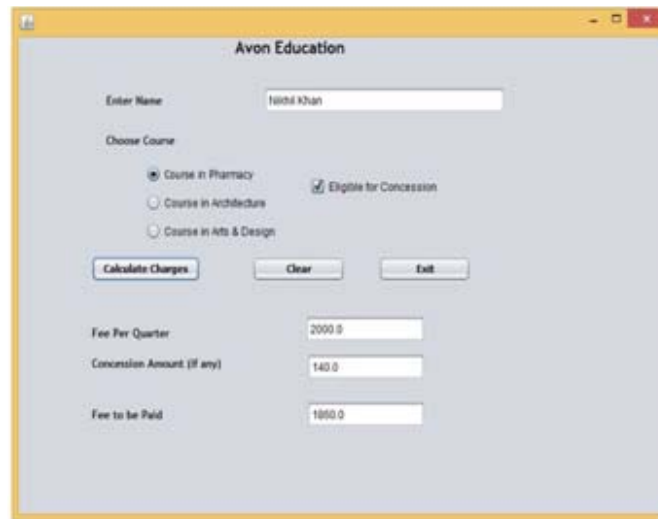 Avon Education
Enter Name
Nikhil Khan
Choose Course
Course in Pharmacy
Eligible for Concession
Course in Architecture
Course in Arts & Design
Calculate Charges
Clear
Exit
Fee Per Quarter
2000.0
Concession Amount (If any)
140.0
Fee to be Paid
1860.0